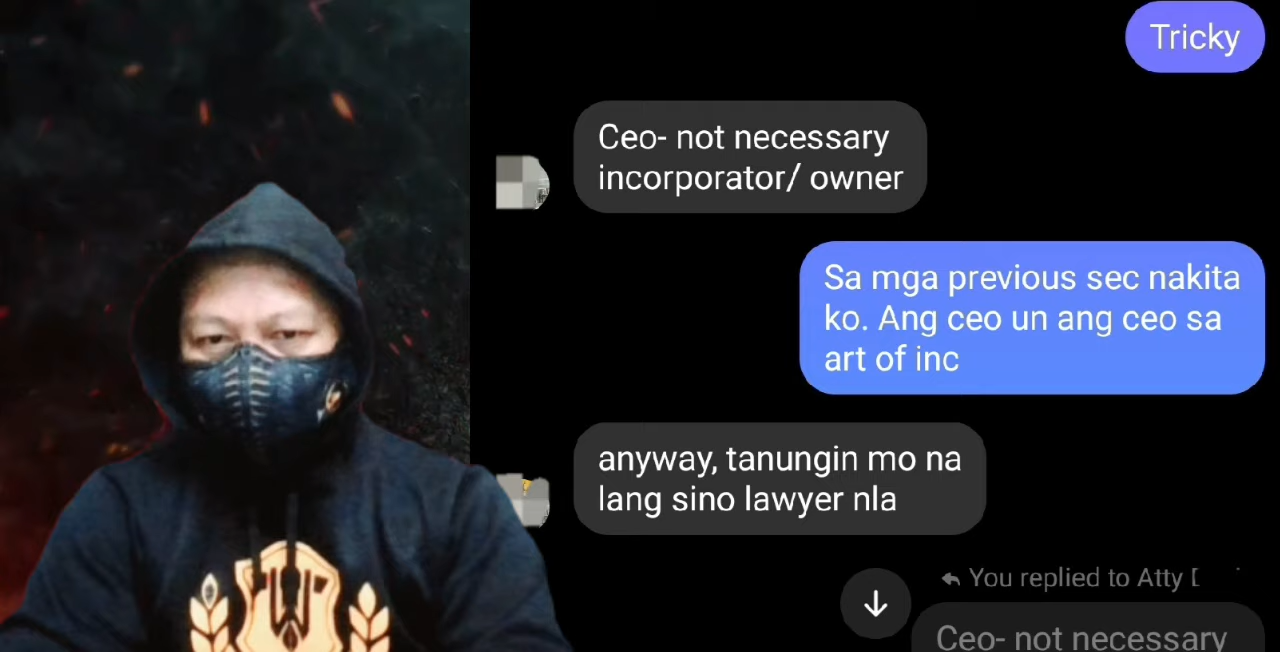 Tricky
Ceo- not necessary
incorporator/ owner
Sa mga previous sec nakita
ko. Ang ceo un ang ceo sa
art of inc
anyway, tanungin mo na
lang sino lawyer nla
You replied to Atty
Ceo- not necessary
W